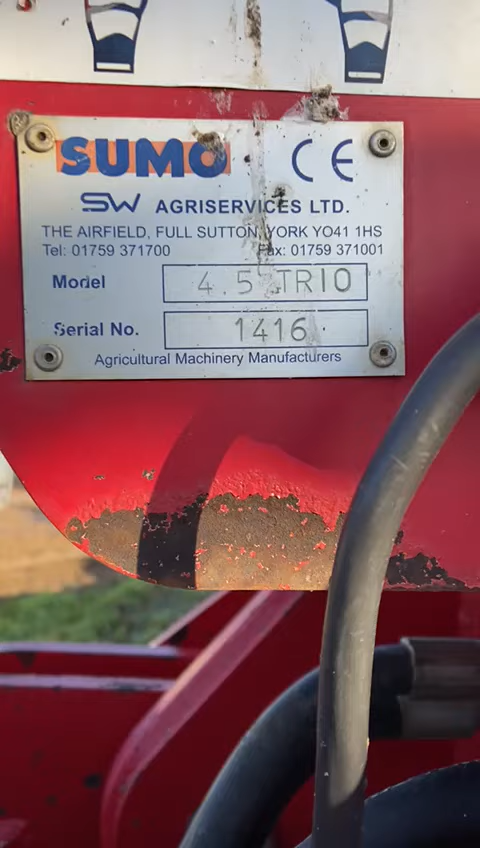 SUMO CE
SW AGRISERVICES LTD.
THE AIRFIELD, FULL SUTTON, YORK YO41 1HS
Tel: 01759 371700 Fax: 01759 371001
Model 4.5 TRIO
Serial No. 1416
Agricultural Machinery Manufacturers